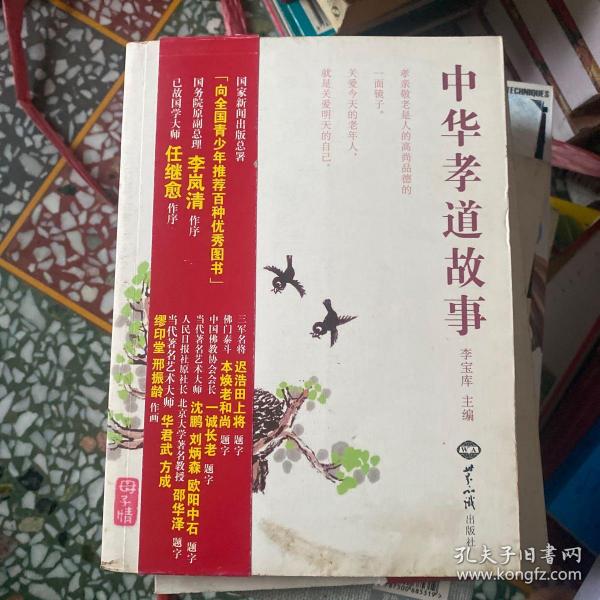 中华孝道故事
李宝库 主编
WA
世界知识出版社
孝亲敬老是人的高尚品德的
一面镜子。
关爱今天的老年人，
就是关爱明天的自己。
国家新闻出版总署
「向全国青少年推荐百种优秀图书」
国务院原副总理 李岚清 作序
已故国学大师 任继愈 作序
三军名将 迟浩田上将 题字
佛门泰斗 本焕老和尚 题字
中国佛教协会会长 一诚长老 题字
当代著名艺术大师 沈鹏 刘炳森 欧阳中石 题字
人民日报社原社长 北京大学著名教授 邵华泽 题字
当代著名艺术大师 华君武 方成
缪印堂 邢振龄 作画
母子情
TECHNIQUES
孔夫子旧书网
www.kongfz.com